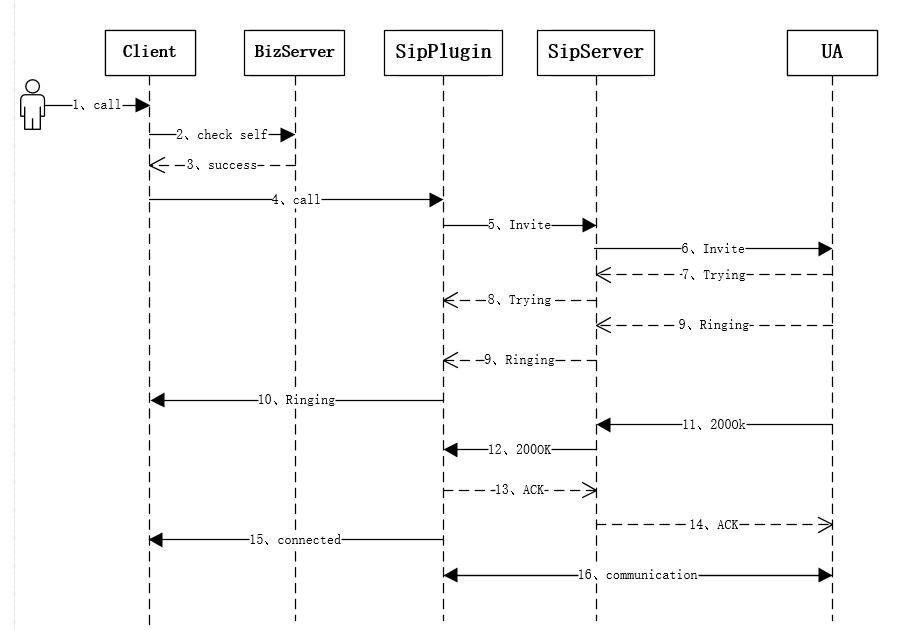 Client
BizServer
SipPlugin
SipServer
UA
1、call
2、check self
3、success
4、call
5、Invite
6、Invite
7、Trying
8、Trying
9、Ringing
9、Ringing
10、Ringing
11、200Ok
12、200OK
13、ACK
14、ACK
15、connected
16、communication